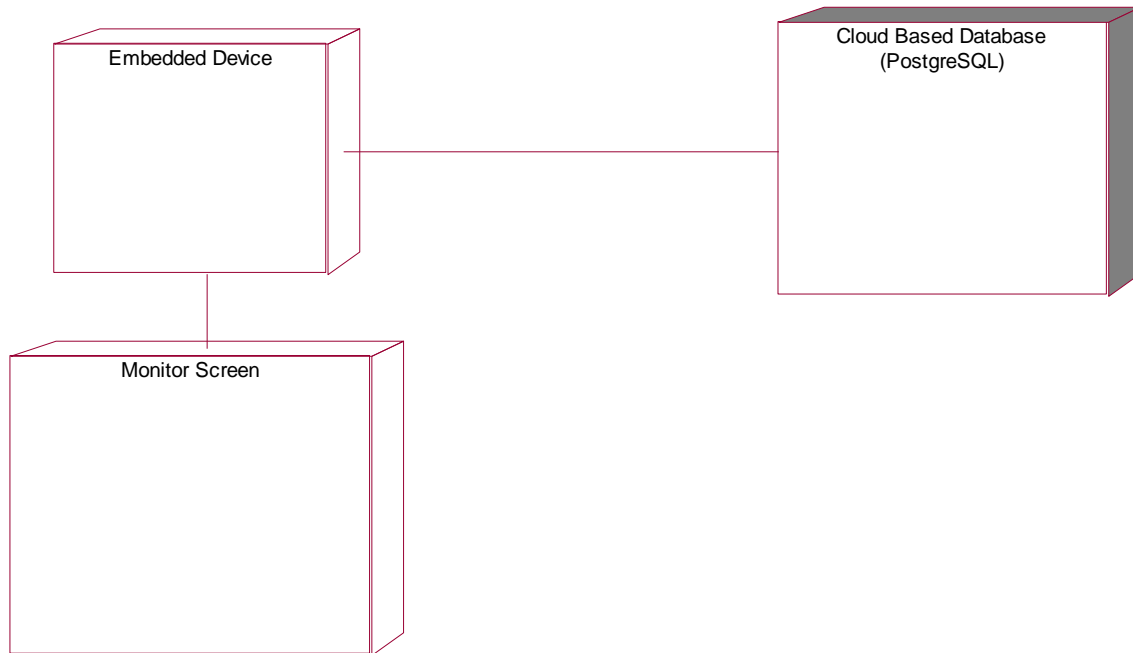 Embedded Device
Cloud Based Database
(PostgreSQL)
Monitor Screen